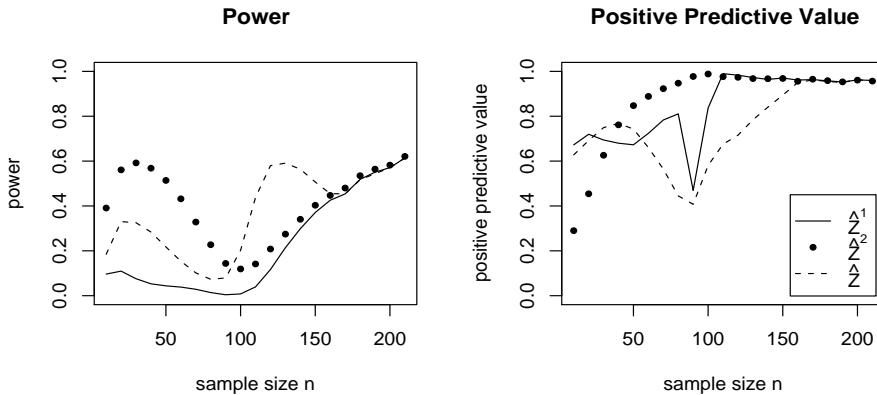 Power
power
0.0 0.2 0.4 0.6 0.8 1.0
50 100 150 200
sample size n
Positive Predictive Value
positive predictive value
0.0 0.2 0.4 0.6 0.8 1.0
50 100 150 200
sample size n
Ẑ¹
Ẑ²
Ẑ